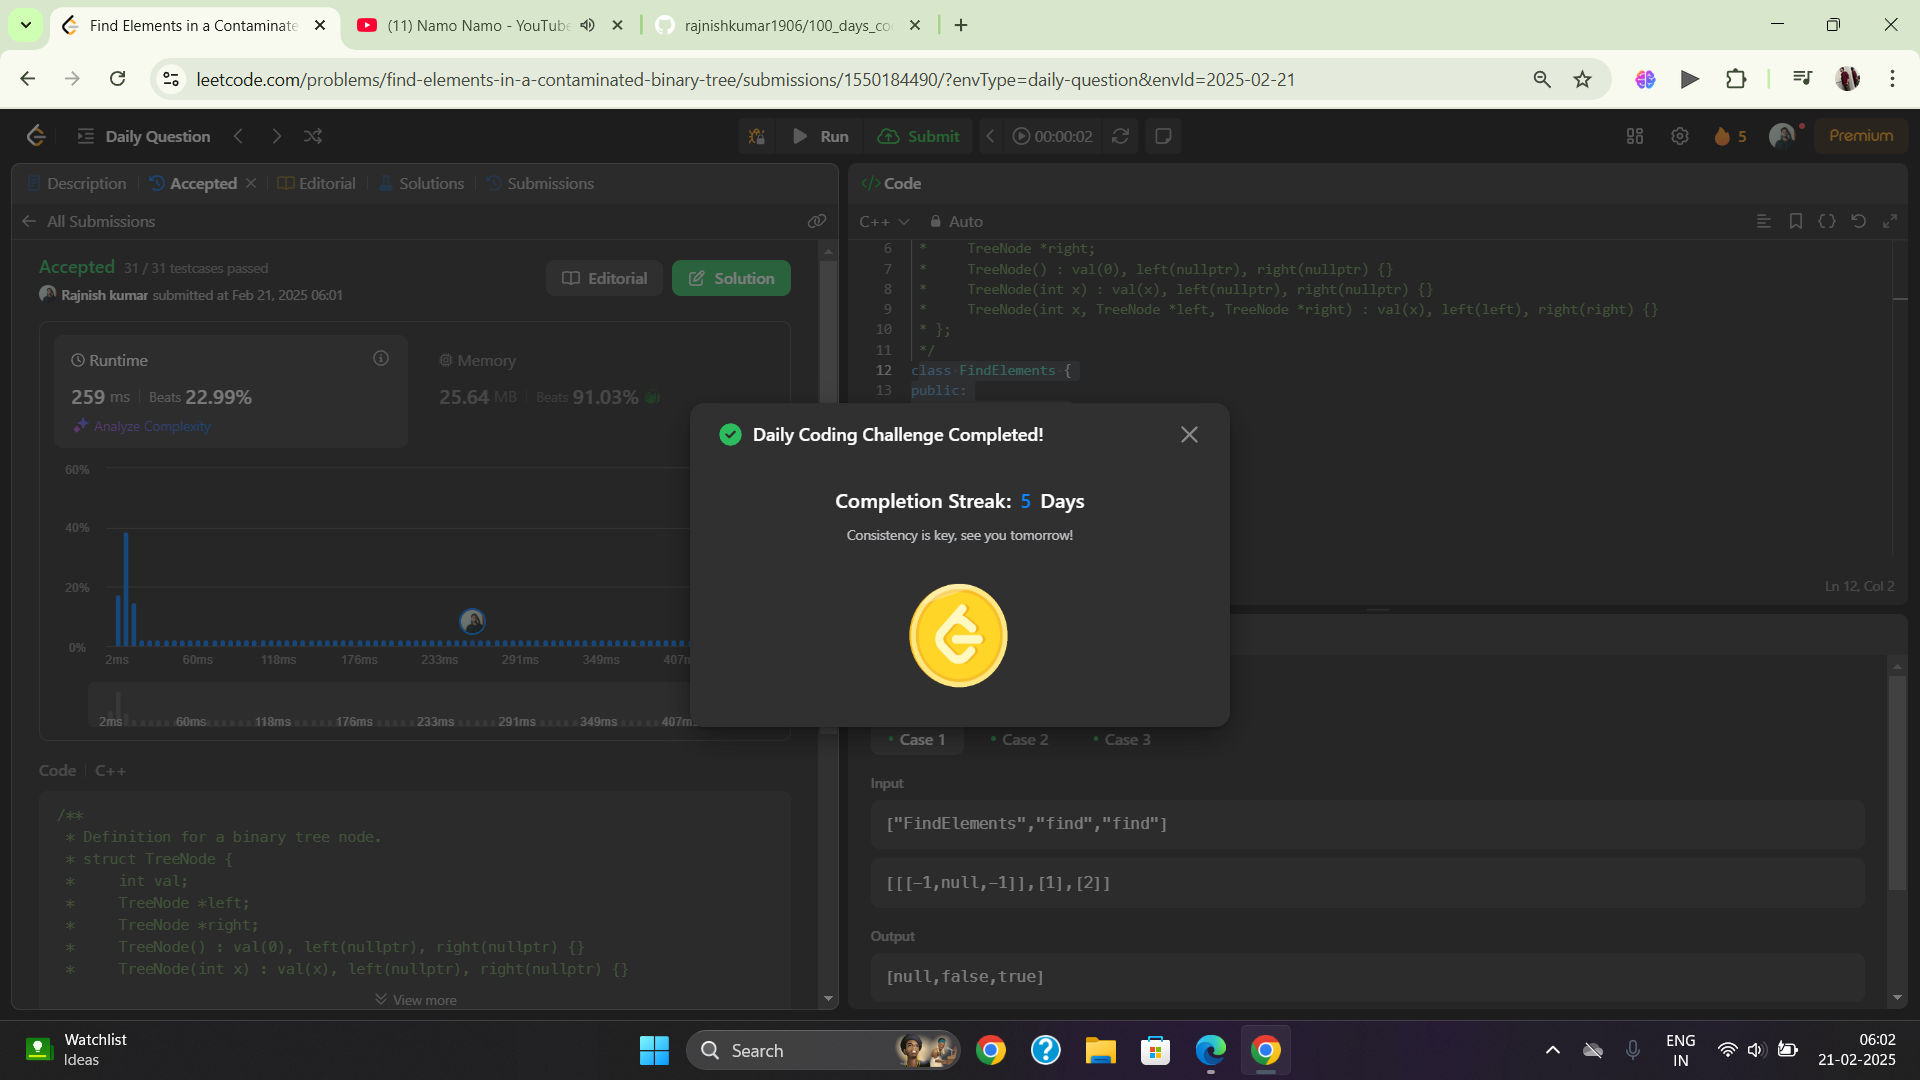 Find Elements in a Contaminate
(11) Namo Namo - YouTube
rajnishkumar1906/100_days_co
leetcode.com/problems/find-elements-in-a-contaminated-binary-tree/submissions/1550184490/?envType=daily-question&envId=2025-02-21
Daily Question
Run
Submit
00:00:02
5
Premium
Description
Accepted
Editorial
Solutions
Submissions
All Submissions
Accepted 31 / 31 testcases passed
Rajnish kumar submitted at Feb 21, 2025 06:01
Editorial
Solution
Runtime
259 ms Beats 22.99%
Analyze Complexity
Memory
25.64 MB Beats 91.03%
60%
40%
20%
0%
2ms 60ms 118ms 176ms 233ms 291ms 349ms 407m
2ms 60ms 118ms 176ms 233ms 291ms 349ms 407m
Code C++
/**
* Definition for a binary tree node.
* struct TreeNode {
* int val;
* TreeNode *left;
* TreeNode *right;
* TreeNode() : val(0), left(nullptr), right(nullptr) {}
* TreeNode(int x) : val(x), left(nullptr), right(nullptr) {}
View more
</> Code
C++ Auto
6 * TreeNode *right;
7 * TreeNode() : val(0), left(nullptr), right(nullptr) {}
8 * TreeNode(int x) : val(x), left(nullptr), right(nullptr) {}
9 * TreeNode(int x, TreeNode *left, TreeNode *right) : val(x), left(left), right(right) {}
10 * };
11 */
12 class FindElements {
13 public:
Ln 12, Col 2
Daily Coding Challenge Completed!
Completion Streak: 5 Days
Consistency is key, see you tomorrow!
Case 1
Case 2
Case 3
Input
["FindElements","find","find"]
[[[-1,null,-1]],[1],[2]]
Output
[null,false,true]
Watchlist
Ideas
Search
ENG
IN
06:02
21-02-2025